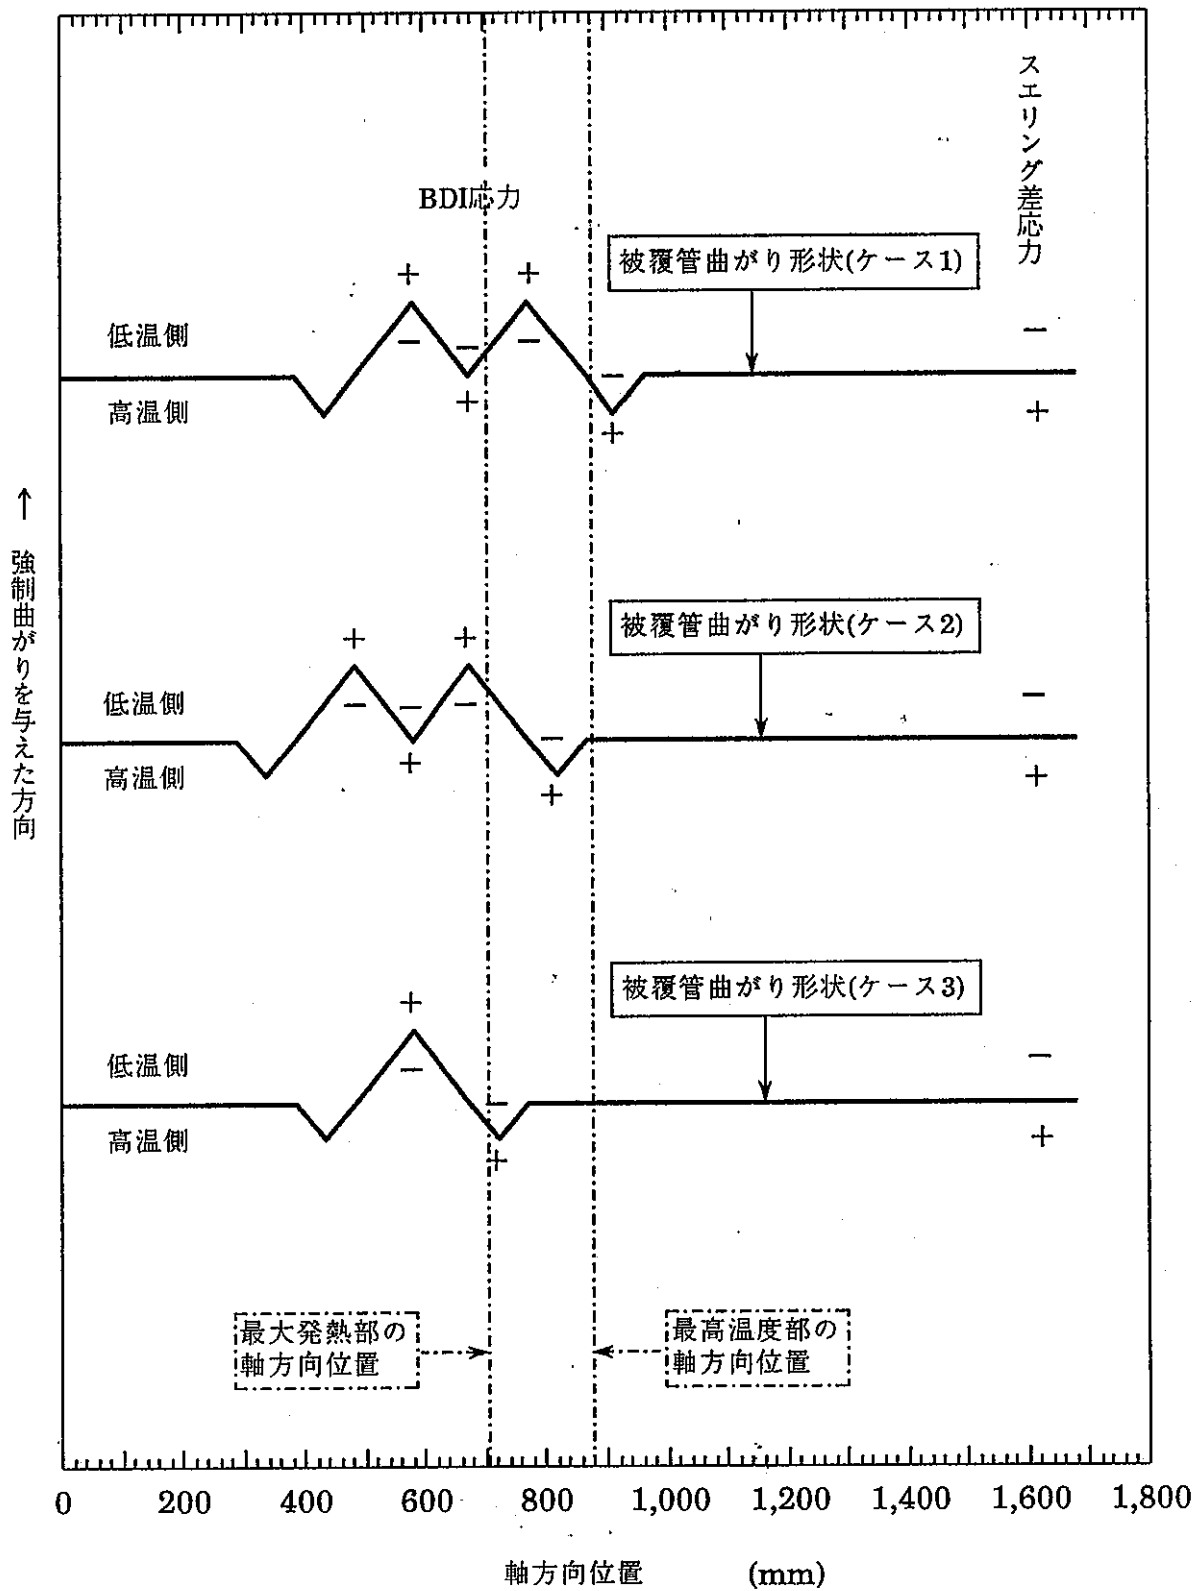 スエリング差応力
BDI応力
被覆管曲がり形状(ケース1)
+ +
低温側
− − − − −
高温側
+ + +
↑ 強制曲がりを与えた方向
被覆管曲がり形状(ケース2)
+ +
低温側
− − − − −
高温側
+ + +
被覆管曲がり形状(ケース3)
+
低温側
− − −
高温側
+ +
最大発熱部の
軸方向位置
最高温度部の
軸方向位置
0 200 400 600 800 1,000 1,200 1,400 1,600 1,800
軸方向位置 (mm)